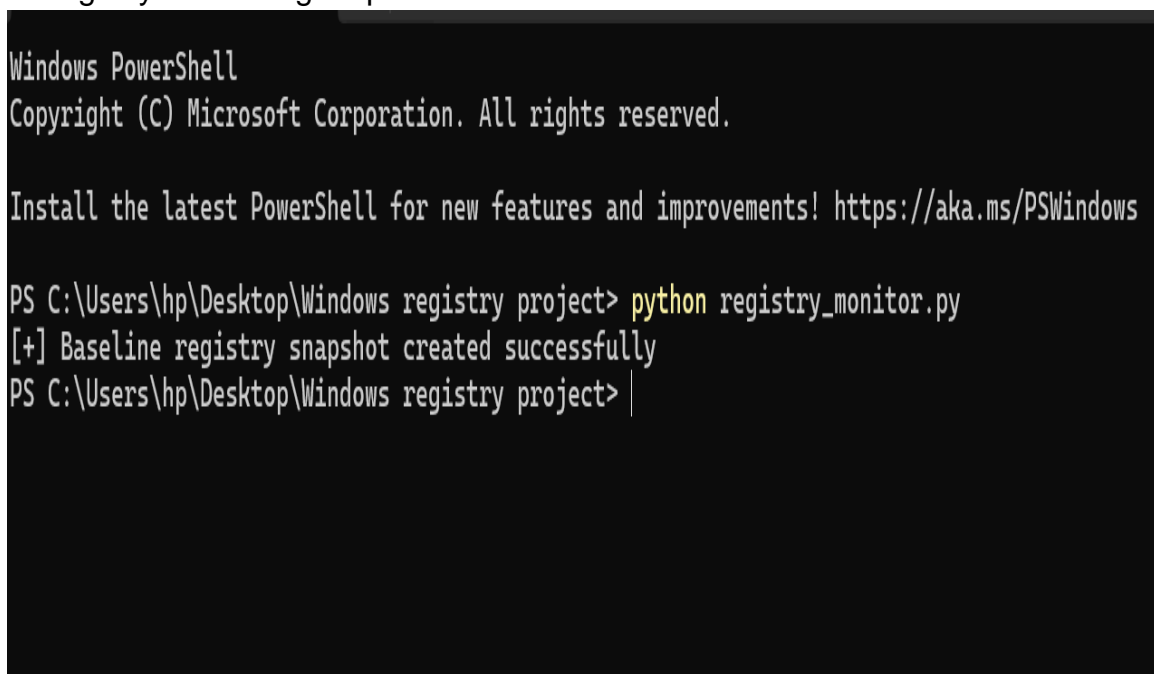 Windows PowerShell
Copyright (C) Microsoft Corporation. All rights reserved.
Install the latest PowerShell for new features and improvements! https://aka.ms/PSWindows
PS C:\Users\hp\Desktop\Windows registry project> python registry_monitor.py
[+] Baseline registry snapshot created successfully
PS C:\Users\hp\Desktop\Windows registry project>